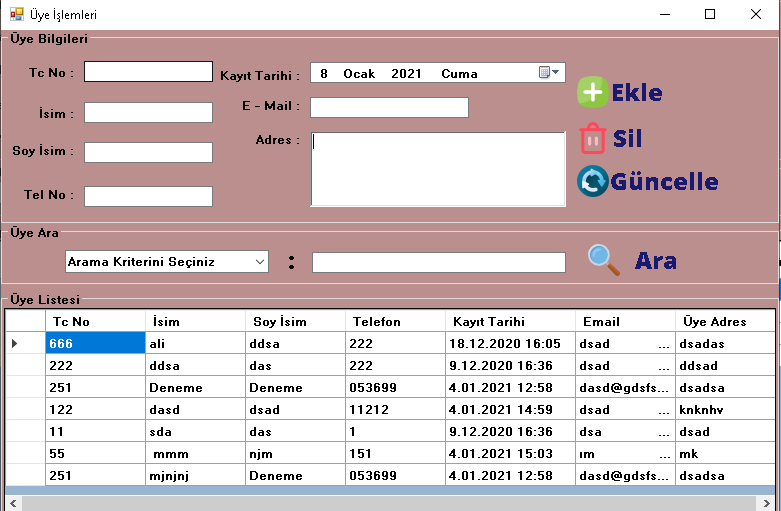 Üye İşlemleri
Üye Bilgileri
Tc No :
İsim :
Soy İsim :
Tel No :
Kayıt Tarihi : 8 Ocak 2021 Cuma
E - Mail :
Adres :
Ekle
Sil
Güncelle
Üye Ara
Arama Kriterini Seçiniz :
Ara
Üye Listesi
Tc No İsim Soy İsim Telefon Kayıt Tarihi Email Üye Adres
666 ali ddsa 222 18.12.2020 16:05 dsad ... dsadas
222 ddsa das 222 9.12.2020 16:36 dds ... ddsad
251 Deneme Deneme 053699 4.01.2021 12:58 dasd@gdsfs... dsadsa
122 dasd dsad 11212 4.01.2021 14:59 dsad ... knknhv
11 sda das 1 9.12.2020 16:36 dsa ... dsad
55 mmm njm 151 4.01.2021 15:03 ım ... mk
251 mjnjnj Deneme 053699 4.01.2021 12:58 dasd@gdsfs... dsadsa